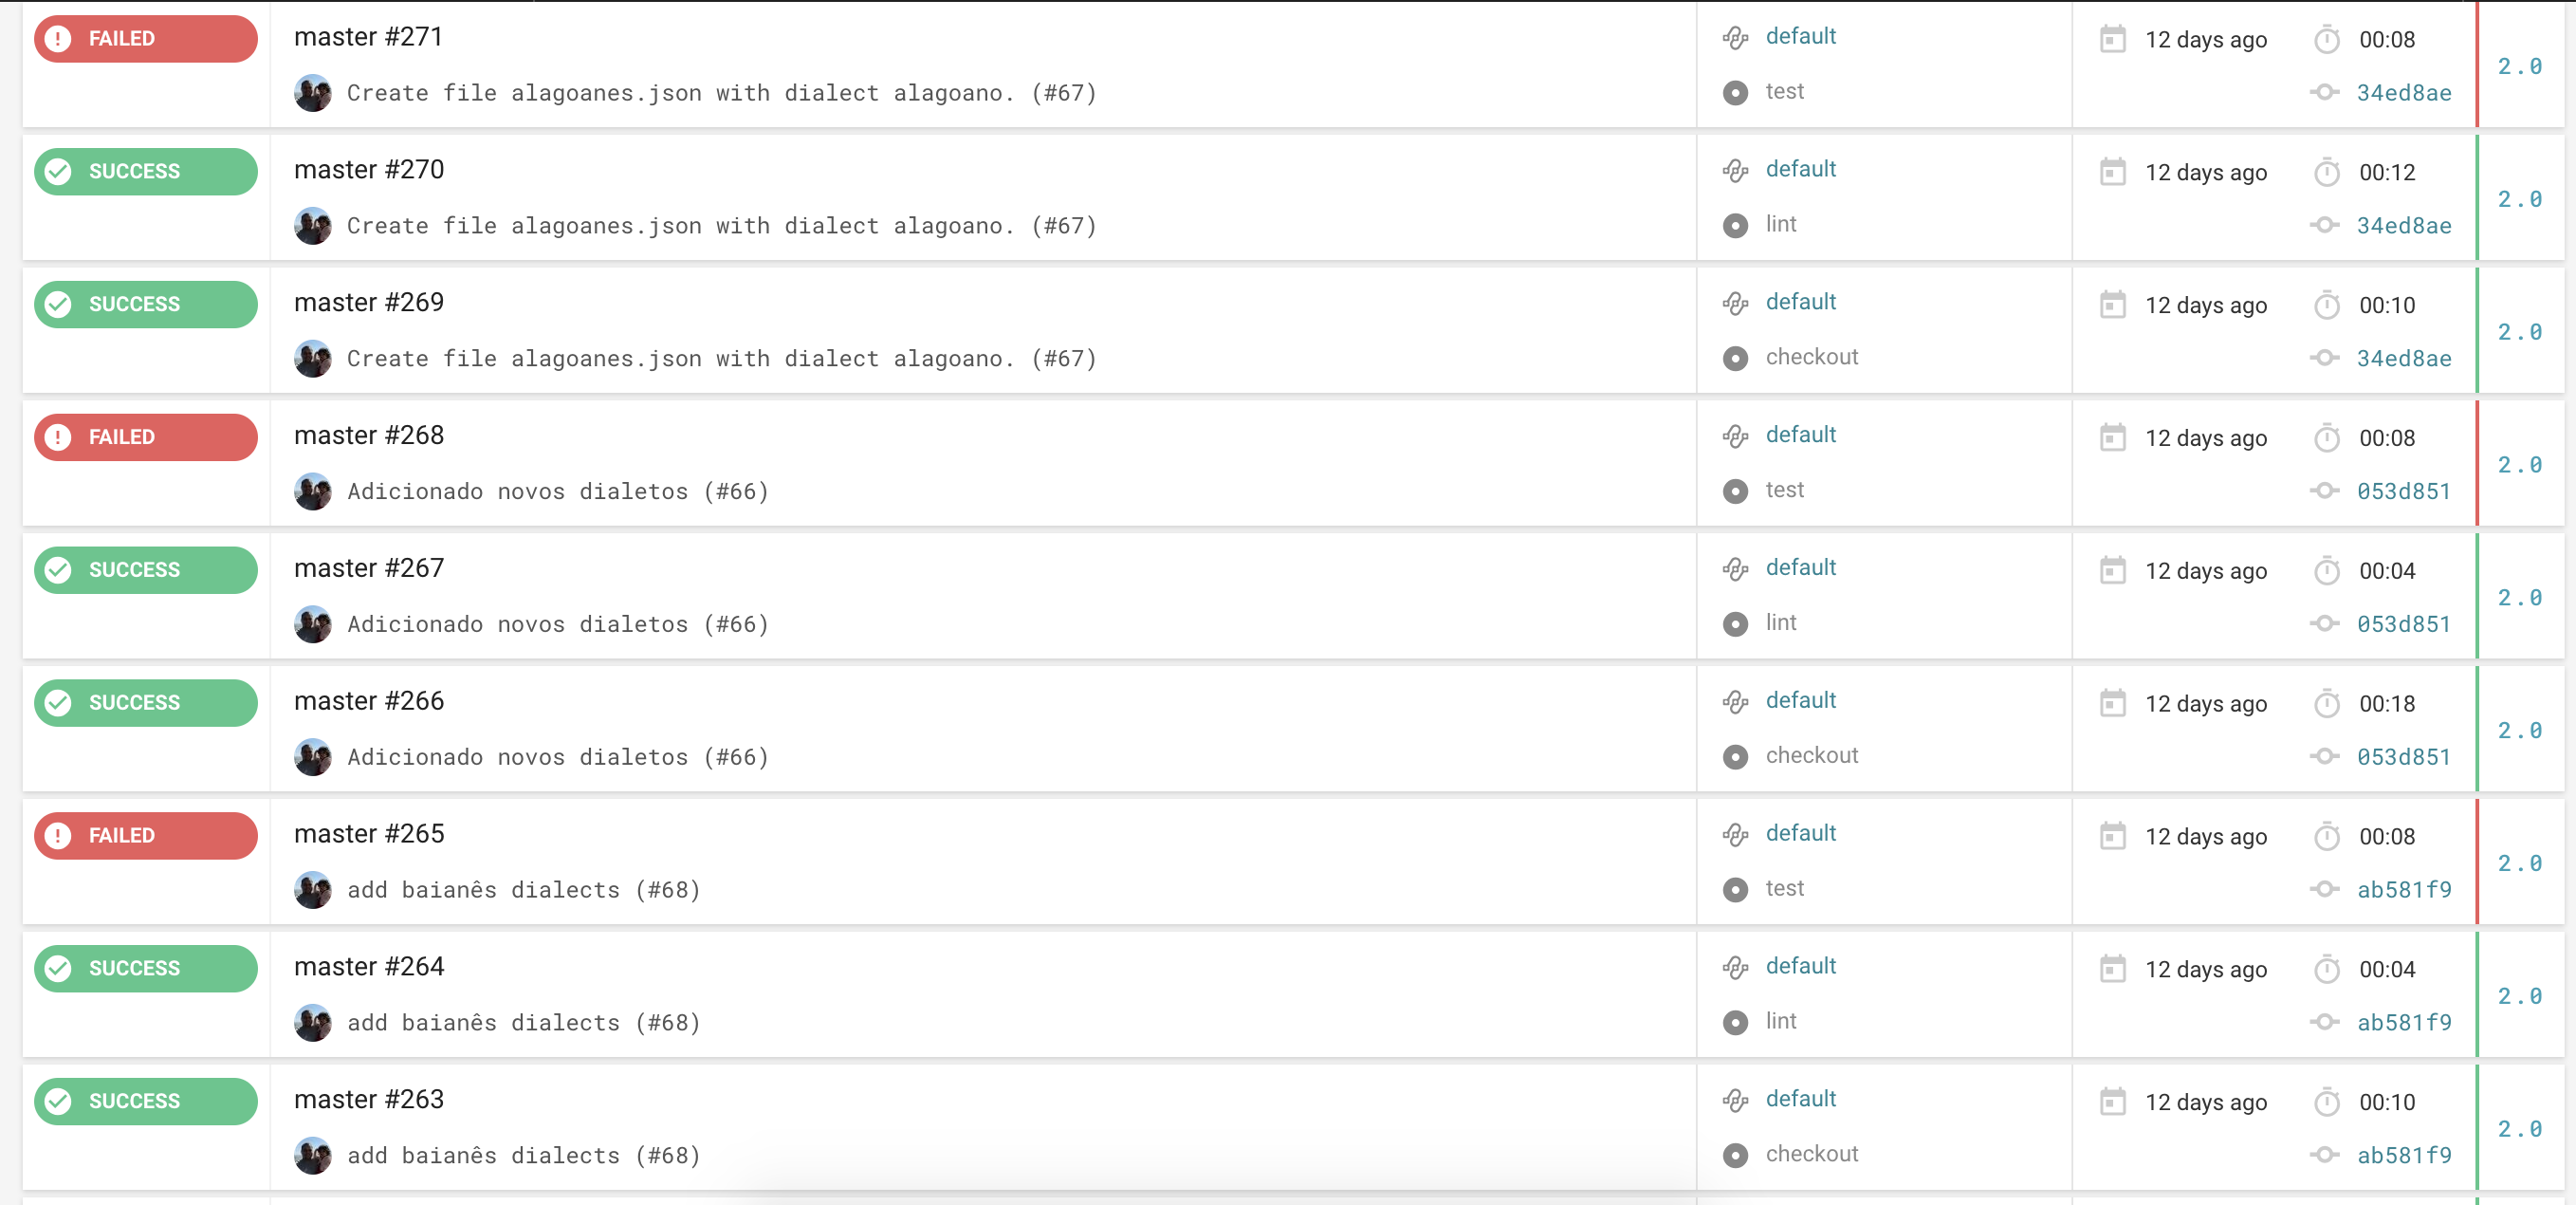 FAILED master #271 default 12 days ago 00:08 2.0
Create file alagoanes.json with dialect alagoano. (#67) test 34ed8ae
SUCCESS master #270 default 12 days ago 00:12 2.0
Create file alagoanes.json with dialect alagoano. (#67) lint 34ed8ae
SUCCESS master #269 default 12 days ago 00:10 2.0
Create file alagoanes.json with dialect alagoano. (#67) checkout 34ed8ae
FAILED master #268 default 12 days ago 00:08 2.0
Adicionado novos dialetos (#66) test 053d851
SUCCESS master #267 default 12 days ago 00:04 2.0
Adicionado novos dialetos (#66) lint 053d851
SUCCESS master #266 default 12 days ago 00:18 2.0
Adicionado novos dialetos (#66) checkout 053d851
FAILED master #265 default 12 days ago 00:08 2.0
add baianês dialects (#68) test ab581f9
SUCCESS master #264 default 12 days ago 00:04 2.0
add baianês dialects (#68) lint ab581f9
SUCCESS master #263 default 12 days ago 00:10 2.0
add baianês dialects (#68) checkout ab581f9